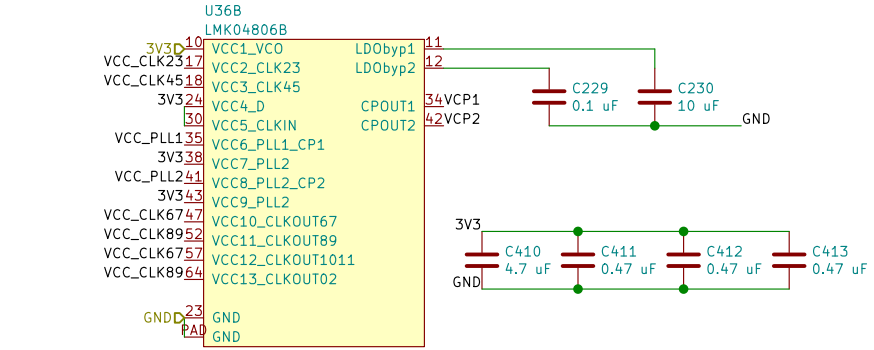 U36B
LMK04806B
3V3 10 VCC1_VCO LDObyp1 11
VCC_CLK23 17 VCC2_CLK23 LDObyp2 12
VCC_CLK45 18 VCC3_CLK45
3V3 24 VCC4_D CPOUT1 34 VCP1
30 VCC5_CLKIN CPOUT2 42 VCP2
VCC_PLL1 35 VCC6_PLL1_CP1
3V3 38 VCC7_PLL2
VCC_PLL2 41 VCC8_PLL2_CP2
3V3 43 VCC9_PLL2
VCC_CLK67 47 VCC10_CLKOUT67
VCC_CLK89 52 VCC11_CLKOUT89
VCC_CLK67 57 VCC12_CLKOUT1011
VCC_CLK89 64 VCC13_CLKOUT02
GND 23 GND
PAD GND
C229
0.1 uF
C230
10 uF
GND
3V3
C410
4.7 uF
C411
0.47 uF
C412
0.47 uF
C413
0.47 uF
GND